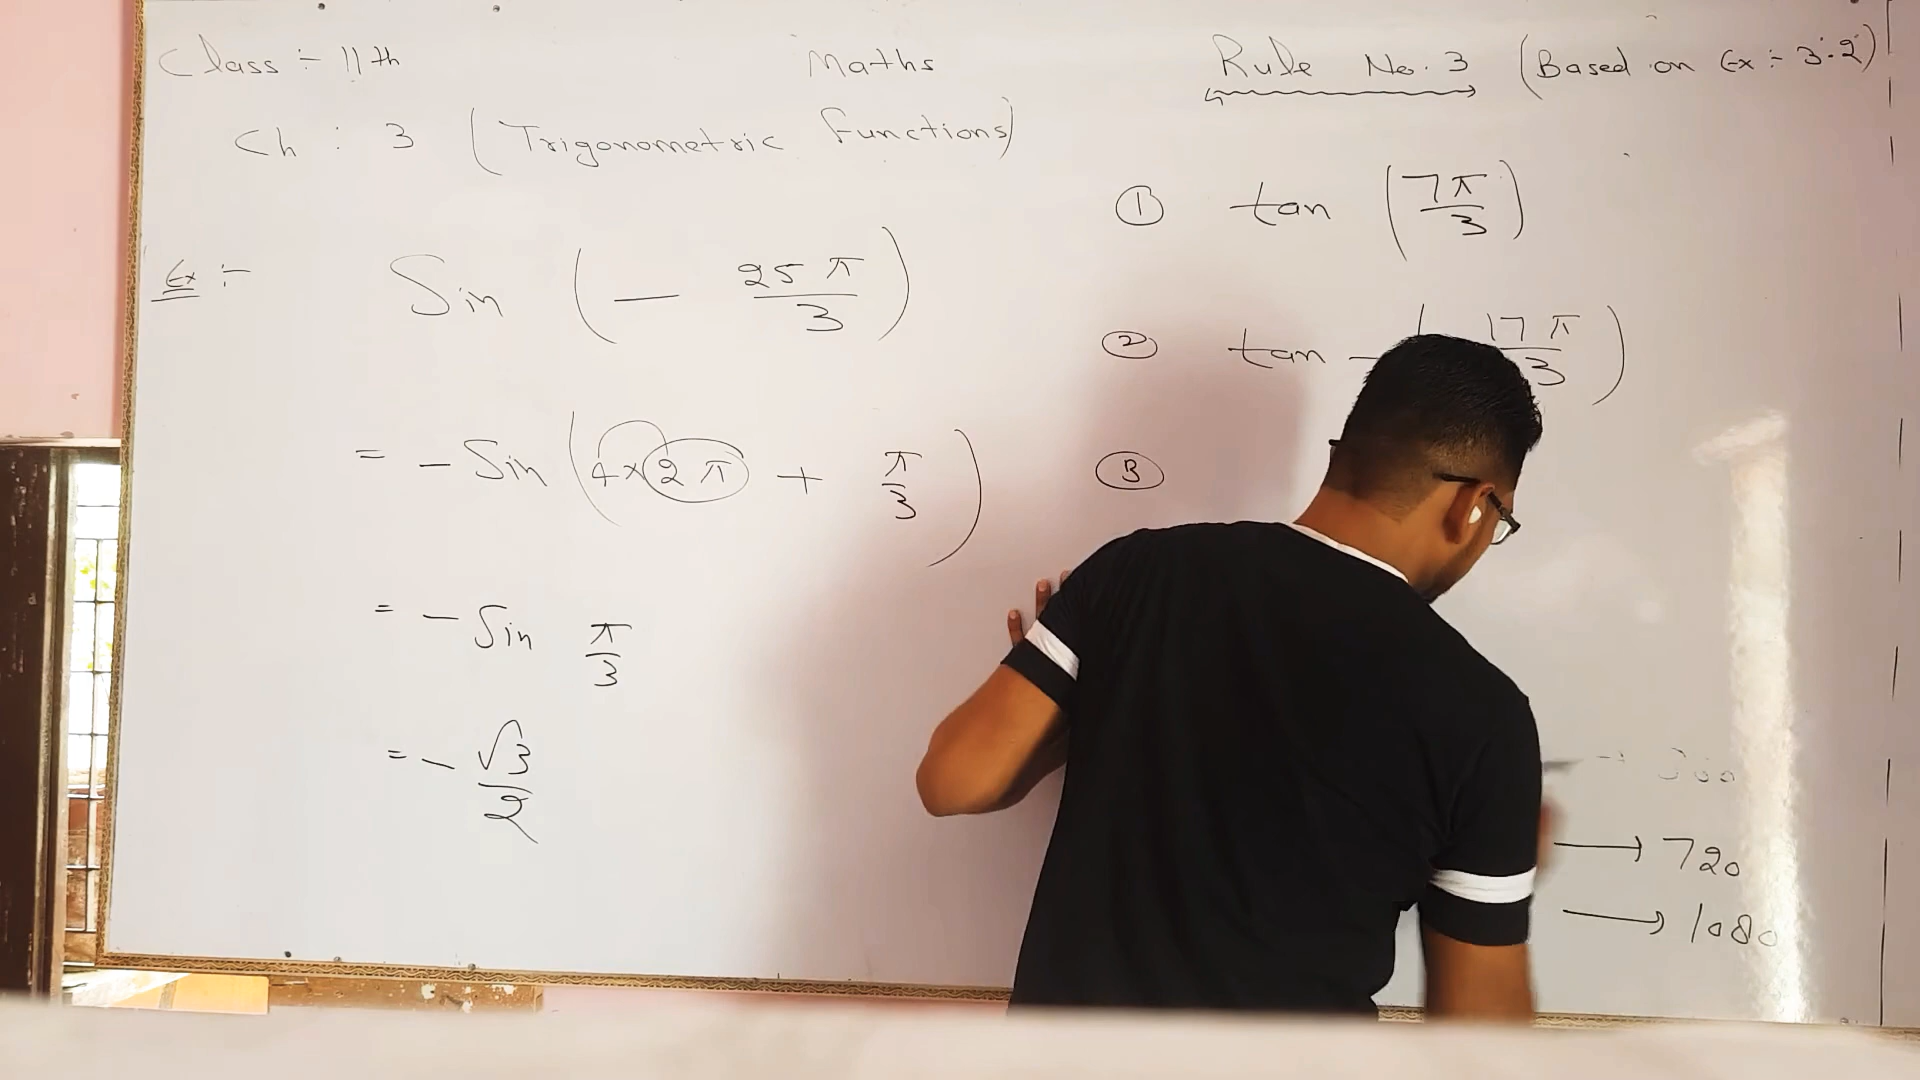 Class :- 11th
Maths
Ch : 3 (Trigonometric Functions)
Ex :- Sin (- 25π/3)
= - Sin (4×2π + π/3)
= - Sin π/3
= - √3/2
Rule No. 3 (Based on Ex :- 3.2)
① tan (7π/3)
② tan (17π/3)
③
→ 720
→ 1080